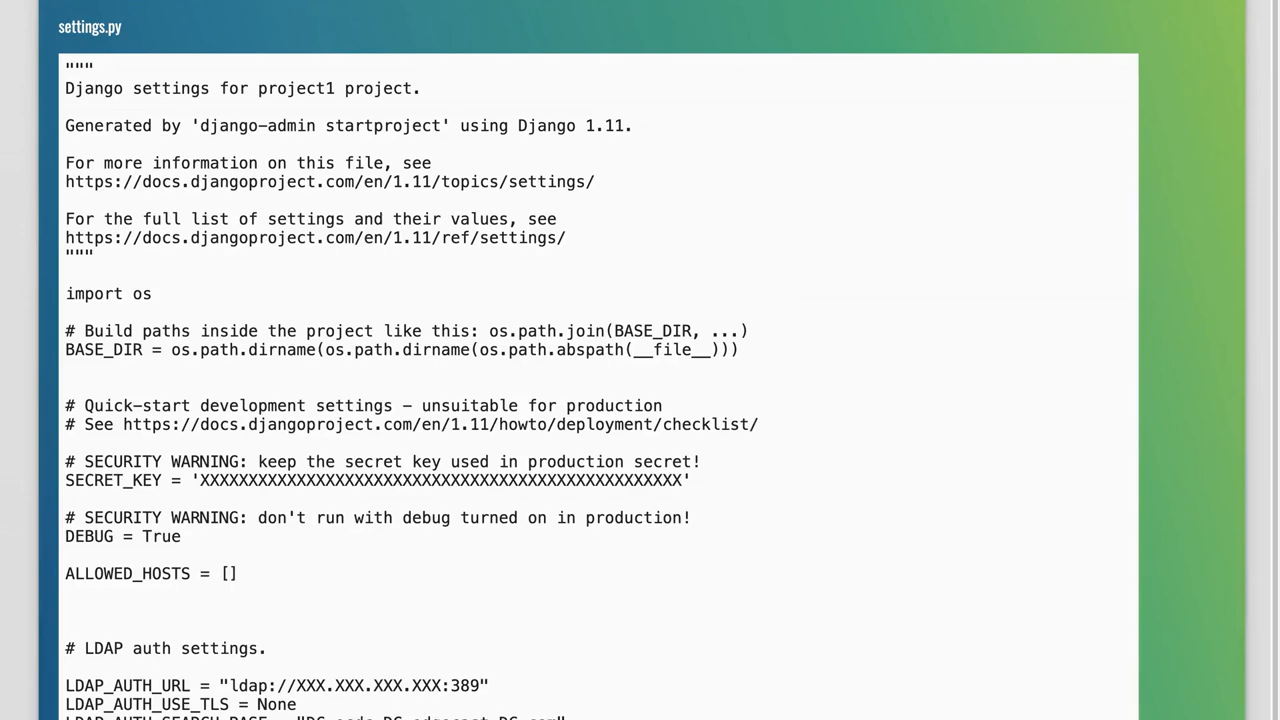 settings.py
"""
Django settings for project1 project.
Generated by 'django-admin startproject' using Django 1.11.
For more information on this file, see
https://docs.djangoproject.com/en/1.11/topics/settings/
For the full list of settings and their values, see
https://docs.djangoproject.com/en/1.11/ref/settings/
"""
import os
# Build paths inside the project like this: os.path.join(BASE_DIR, ...)
BASE_DIR = os.path.dirname(os.path.dirname(os.path.abspath(__file__)))
# Quick-start development settings - unsuitable for production
# See https://docs.djangoproject.com/en/1.11/howto/deployment/checklist/
# SECURITY WARNING: keep the secret key used in production secret!
SECRET_KEY = 'XXXXXXXXXXXXXXXXXXXXXXXXXXXXXXXXXXXXXXXXXXXXXXXXXX'
# SECURITY WARNING: don't run with debug turned on in production!
DEBUG = True
ALLOWED_HOSTS = []
# LDAP auth settings.
LDAP_AUTH_URL = "ldap://XXX.XXX.XXX.XXX:389"
LDAP_AUTH_USE_TLS = None